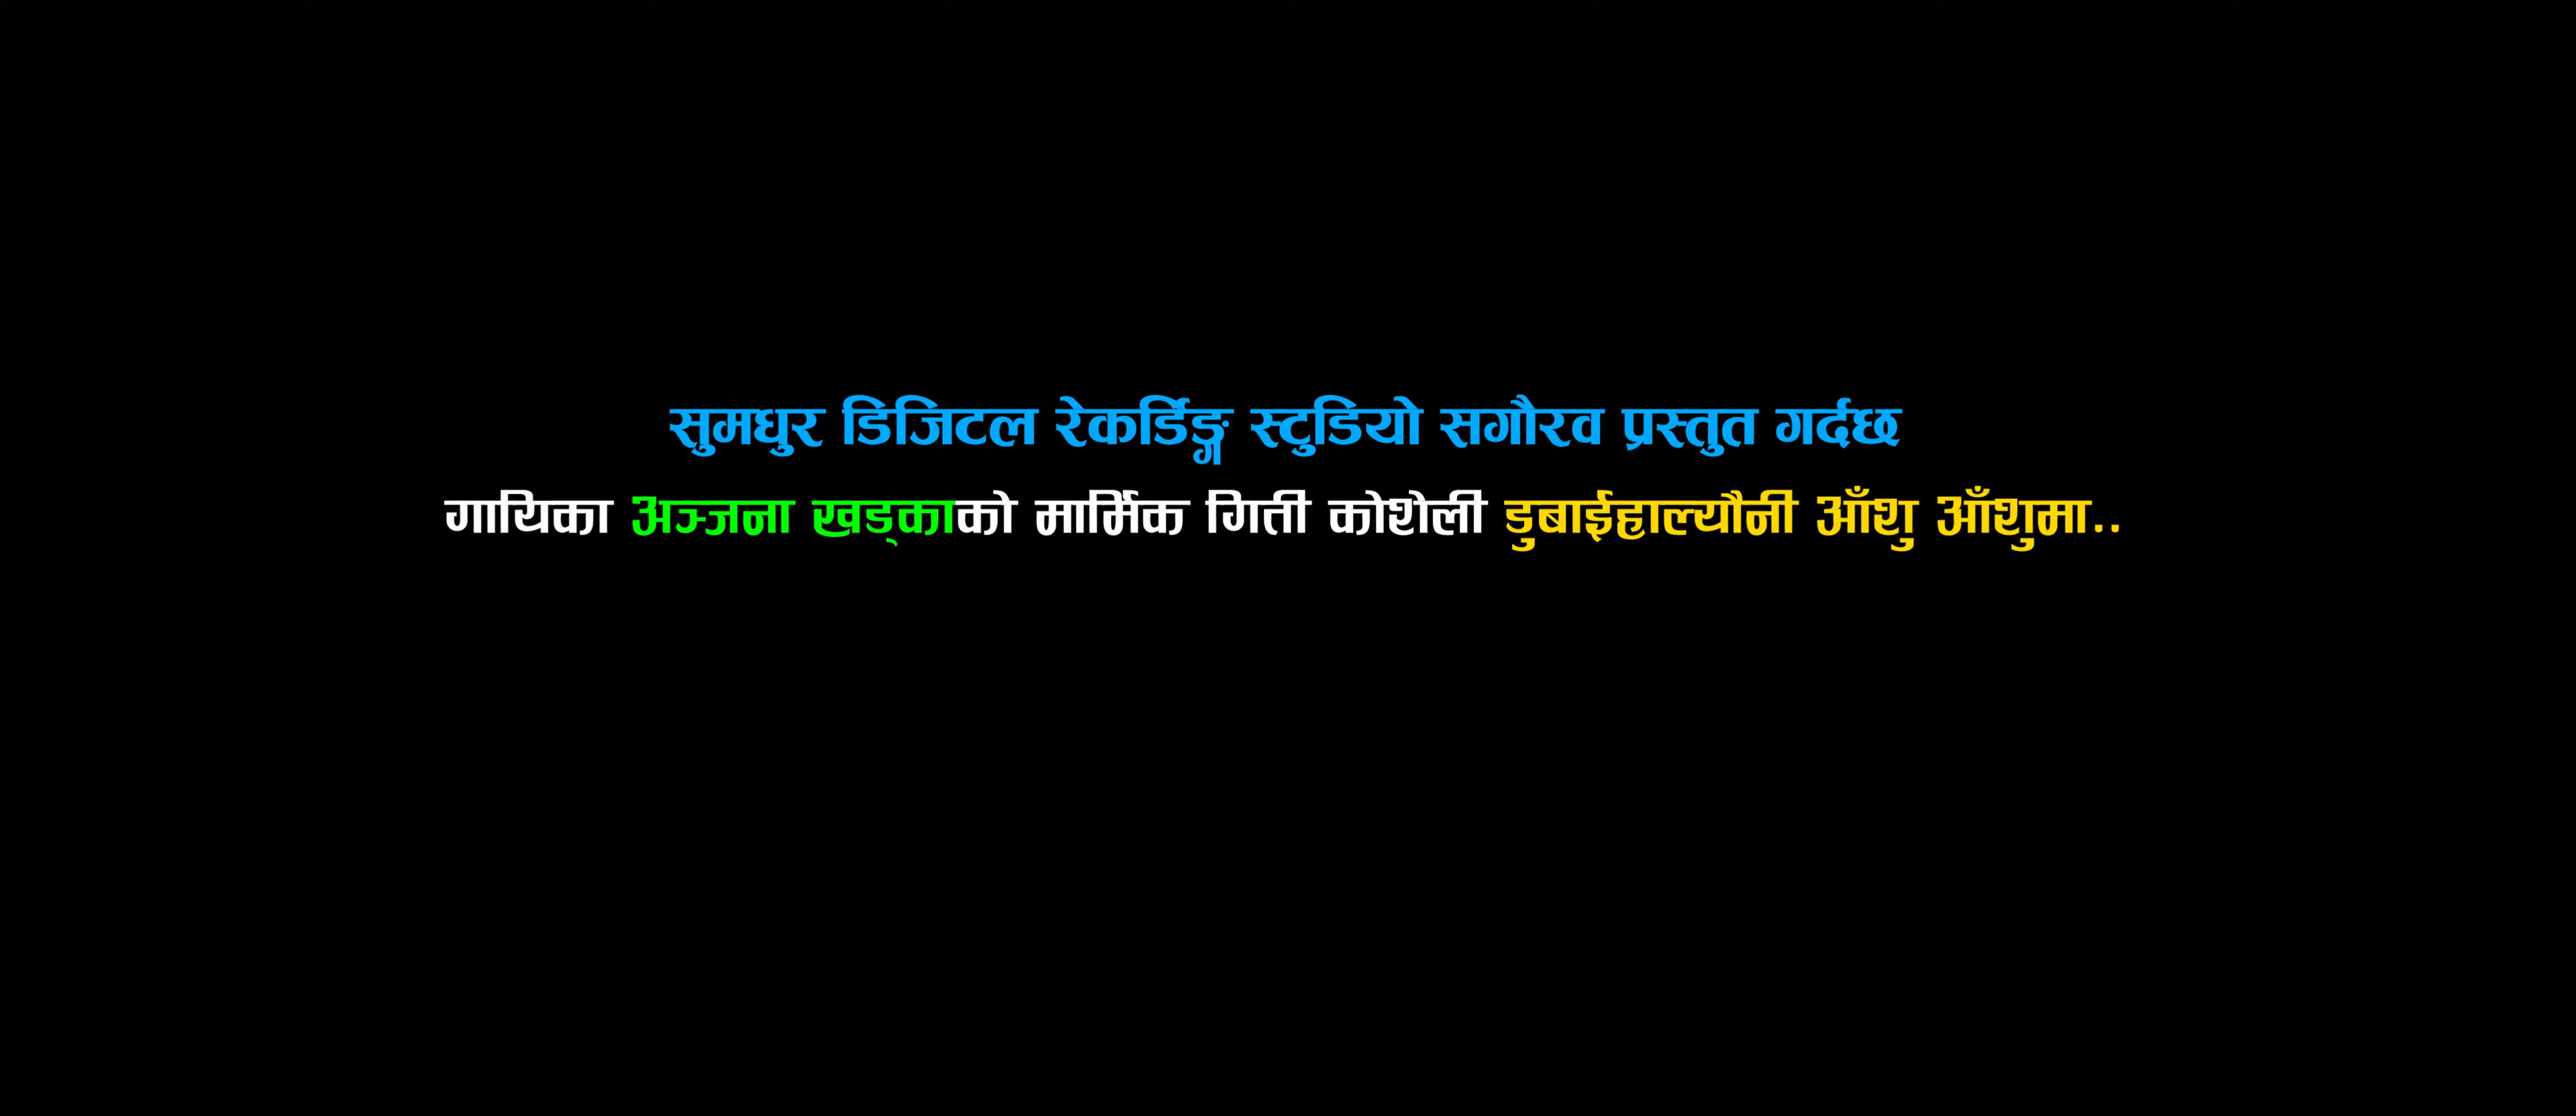 सुमधुर डिजिटल रेकर्डिङ्ग स्टुडियो सगौरव प्रस्तुत गर्दछ
गायिका अञ्जना खड्काको मार्मिक गिती कोशेली डुबाईहाल्यौनी आँशु आँशुमा..